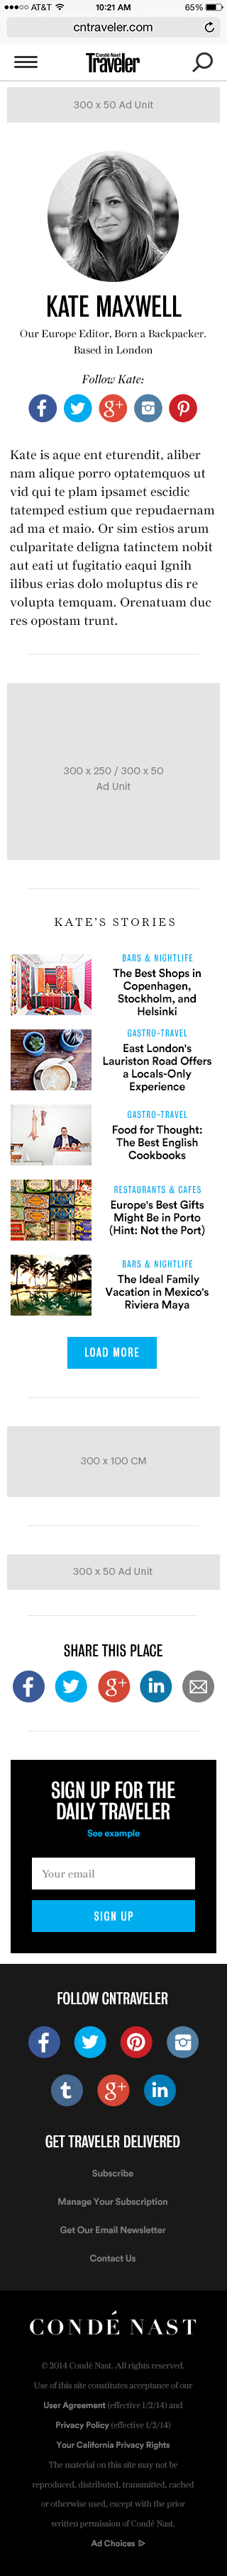 AT&T 10:21 AM 65%
cntraveler.com
Condé Nast
Traveler
300 x 50 Ad Unit
KATE MAXWELL
Our Europe Editor, Born a Backpacker.
Based in London
Follow Kate:
f g+
Kate is aque ent eturendit, aliber
nam alique porro optatemquos ut
vid qui te plam ipsamet escidic
tatemped estium que repudaernam
ad ma et maio. Or sim estios arum
culparitate deligna tatinctem nobit
aut eati ut fugitatio eaqui Ignih
ilibus erias dolo moluptus dis re
volupta temquam. Orenatuam duc
res opostam trunt.
300 x 250 / 300 x 50
Ad Unit
KATE'S STORIES
BARS & NIGHTLIFE
The Best Shops in
Copenhagen,
Stockholm, and
Helsinki
GASTRO-TRAVEL
East London's
Lauriston Road Offers
a Locals-Only
Experience
GASTRO-TRAVEL
Food for Thought:
The Best English
Cookbooks
RESTAURANTS & CAFES
Europe's Best Gifts
Might Be in Porto
(Hint: Not the Port)
BARS & NIGHTLIFE
The Ideal Family
Vacation in Mexico's
Riviera Maya
LOAD MORE
300 x 100 CM
300 x 50 Ad Unit
SHARE THIS PLACE
f g+ in
SIGN UP FOR THE
DAILY TRAVELER
See example
Your email
SIGN UP
FOLLOW CNTRAVELER
f
t g+ in
GET TRAVELER DELIVERED
Subscribe
Manage Your Subscription
Get Our Email Newsletter
Contact Us
CONDÉ NAST
© 2014 Condé Nast. All rights reserved.
Use of this site constitutes acceptance of our
User Agreement (effective 1/2/14) and
Privacy Policy (effective 1/2/14)
Your California Privacy Rights
The material on this site may not be
reproduced, distributed, transmitted, cached
or otherwise used, except with the prior
written permission of Condé Nast.
Ad Choices